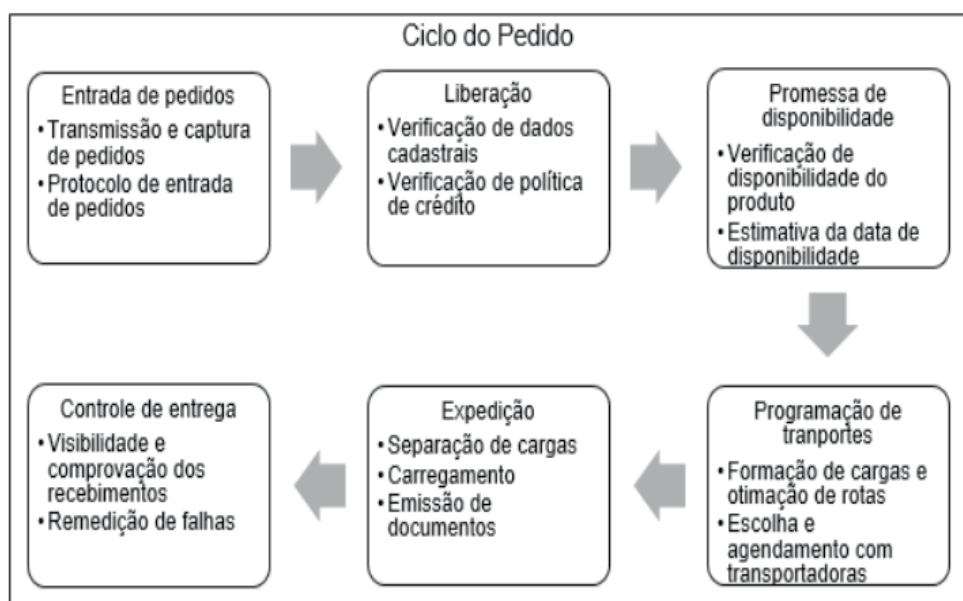 Ciclo do Pedido
Entrada de pedidos
• Transmissão e captura
de pedidos
• Protocolo de entrada
de pedidos
Liberação
• Verificação de dados
cadastrais
• Verificação de política
de crédito
Promessa de
disponibilidade
• Verificação de
disponibilidade do
produto
• Estimativa da data de
disponibilidade
Programação de
tranportes
• Formação de cargas e
otimação de rotas
• Escolha e
agendamento com
transportadoras
Expedição
• Separação de cargas
• Carregamento
• Emissão de
documentos
Controle de entrega
• Visibilidade e
comprovação dos
recebimentos
• Remedição de falhas